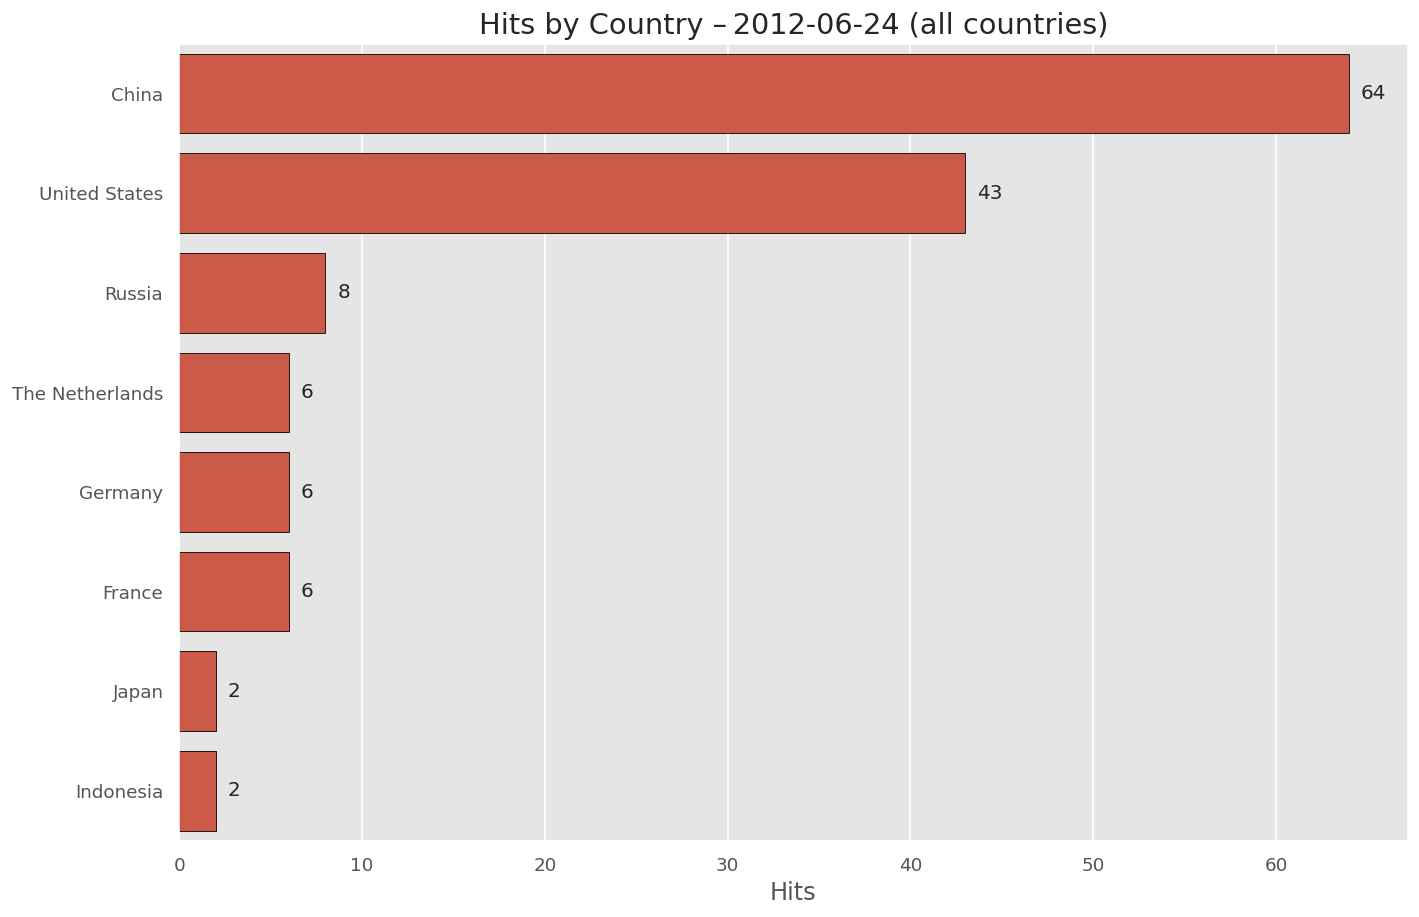 Hits by Country – 2012-06-24 (all countries)
China 64
United States 43
Russia 8
The Netherlands 6
Germany 6
France 6
Japan 2
Indonesia 2
0 10 20 30 40 50 60
Hits